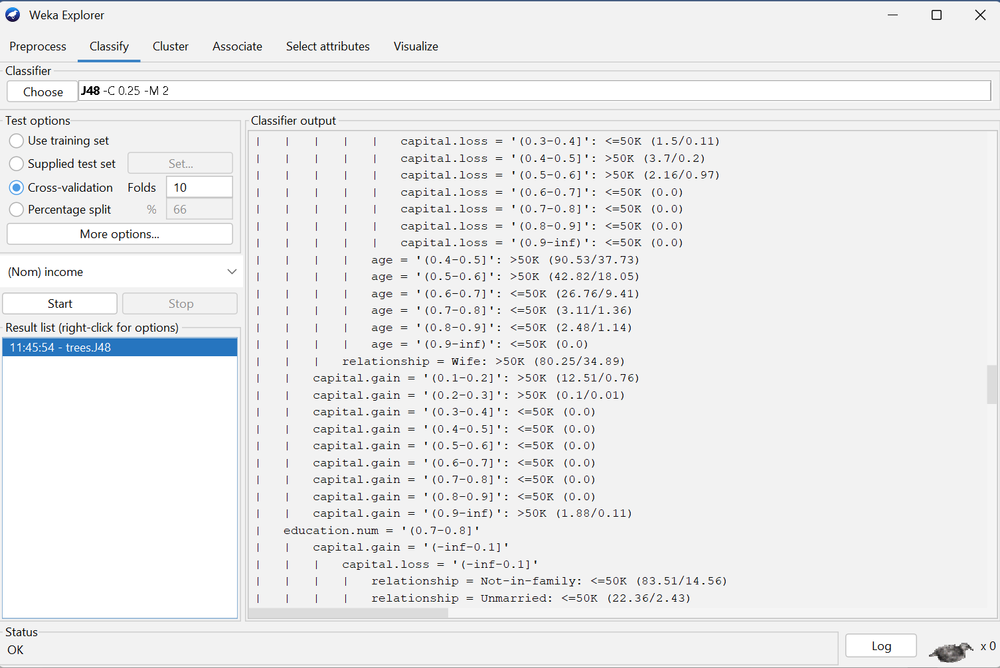 Weka Explorer
Preprocess Classify Cluster Associate Select attributes Visualize
Classifier
Choose J48 -C 0.25 -M 2
Test options
Use training set
Supplied test set Set...
Cross-validation Folds 10
Percentage split % 66
More options...
(Nom) income
Start Stop
Result list (right-click for options)
11:45:54 - trees.J48
Classifier output
| | | | | capital.loss = '(0.3-0.4]': <=50K (1.5/0.11)
| | | | | capital.loss = '(0.4-0.5]': >50K (3.7/0.2)
| | | | | capital.loss = '(0.5-0.6]': >50K (2.16/0.97)
| | | | | capital.loss = '(0.6-0.7]': <=50K (0.0)
| | | | | capital.loss = '(0.7-0.8]': <=50K (0.0)
| | | | | capital.loss = '(0.8-0.9]': <=50K (0.0)
| | | | | capital.loss = '(0.9-inf)': <=50K (0.0)
| | | | age = '(0.4-0.5]': >50K (90.53/37.73)
| | | | age = '(0.5-0.6]': >50K (42.82/18.05)
| | | | age = '(0.6-0.7]': <=50K (26.76/9.41)
| | | | age = '(0.7-0.8]': <=50K (3.11/1.36)
| | | | age = '(0.8-0.9]': <=50K (2.48/1.14)
| | | | age = '(0.9-inf)': <=50K (0.0)
| | | relationship = Wife: >50K (80.25/34.89)
| | capital.gain = '(0.1-0.2]': >50K (12.51/0.76)
| | capital.gain = '(0.2-0.3]': >50K (0.1/0.01)
| | capital.gain = '(0.3-0.4]': <=50K (0.0)
| | capital.gain = '(0.4-0.5]': <=50K (0.0)
| | capital.gain = '(0.5-0.6]': <=50K (0.0)
| | capital.gain = '(0.6-0.7]': <=50K (0.0)
| | capital.gain = '(0.7-0.8]': <=50K (0.0)
| | capital.gain = '(0.8-0.9]': <=50K (0.0)
| | capital.gain = '(0.9-inf)': >50K (1.88/0.11)
| education.num = '(0.7-0.8]'
| | capital.gain = '(-inf-0.1]'
| | | capital.loss = '(-inf-0.1]'
| | | | relationship = Not-in-family: <=50K (83.51/14.56)
| | | | relationship = Unmarried: <=50K (22.36/2.43)
Status
OK
Log
x 0